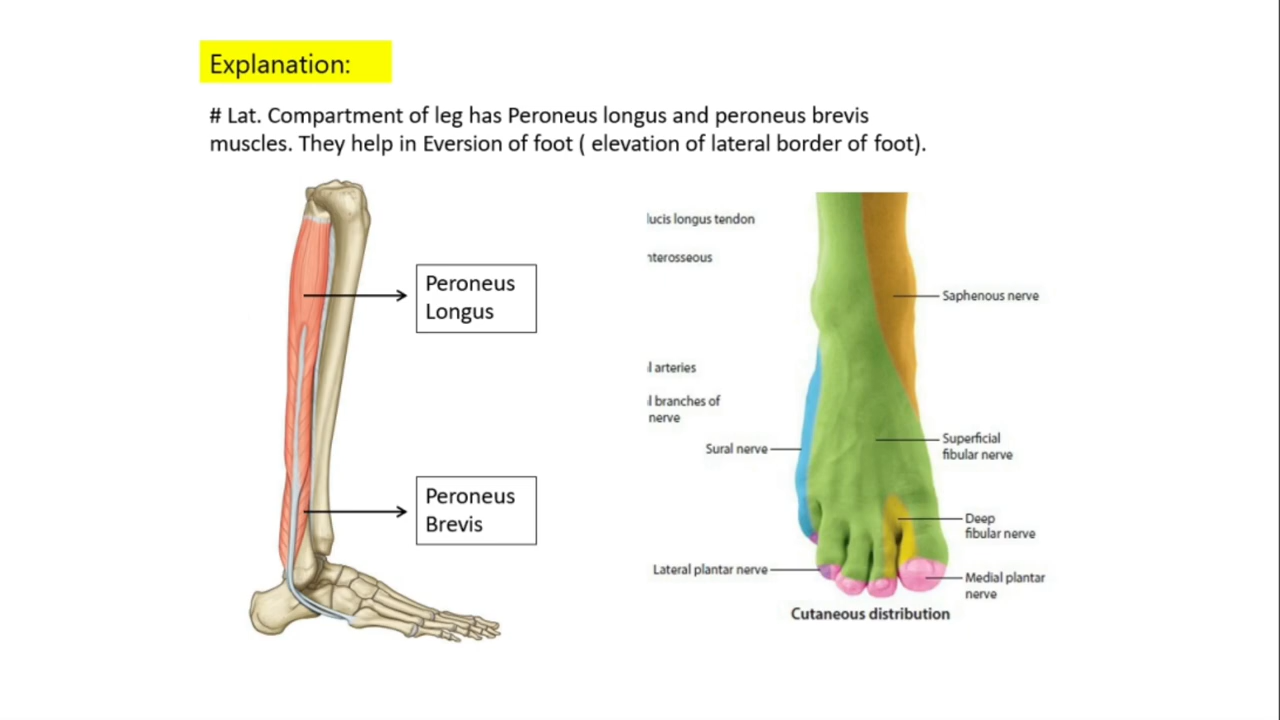 Explanation:
# Lat. Compartment of leg has Peroneus longus and peroneus brevis
muscles. They help in Eversion of foot ( elevation of lateral border of foot).
Peroneus
Longus
Peroneus
Brevis
lucis longus tendon
nterosseous
l arteries
l branches of
nerve
Sural nerve
Lateral plantar nerve
Saphenous nerve
Superficial
fibular nerve
Deep
fibular nerve
Medial plantar
nerve
Cutaneous distribution